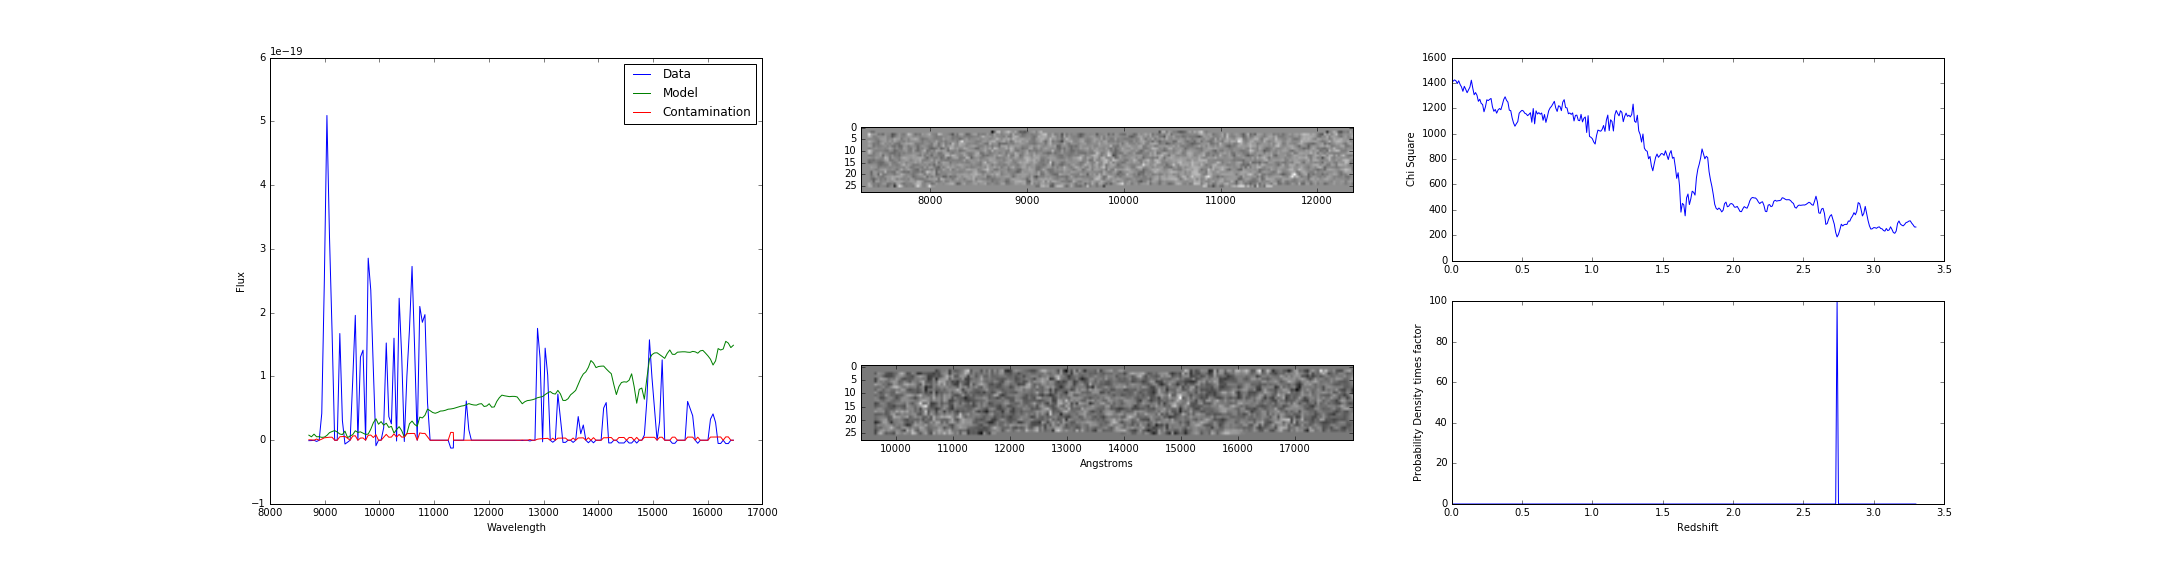 1e−19
6
5
4
3
2
1
0
−1
8000 9000 10000 11000 12000 13000 14000 15000 16000 17000
Wavelength
Flux
Data
Model
Contamination
0
5
10
15
20
25
8000 9000 10000 11000 12000
0
5
10
15
20
25
10000 11000 12000 13000 14000 15000 16000 17000
Angstroms
1600
1400
1200
1000
800
600
400
200
0
0.0 0.5 1.0 1.5 2.0 2.5 3.0 3.5
Chi Square
100
80
60
40
20
0
0.0 0.5 1.0 1.5 2.0 2.5 3.0 3.5
Redshift
Probability Density times factor